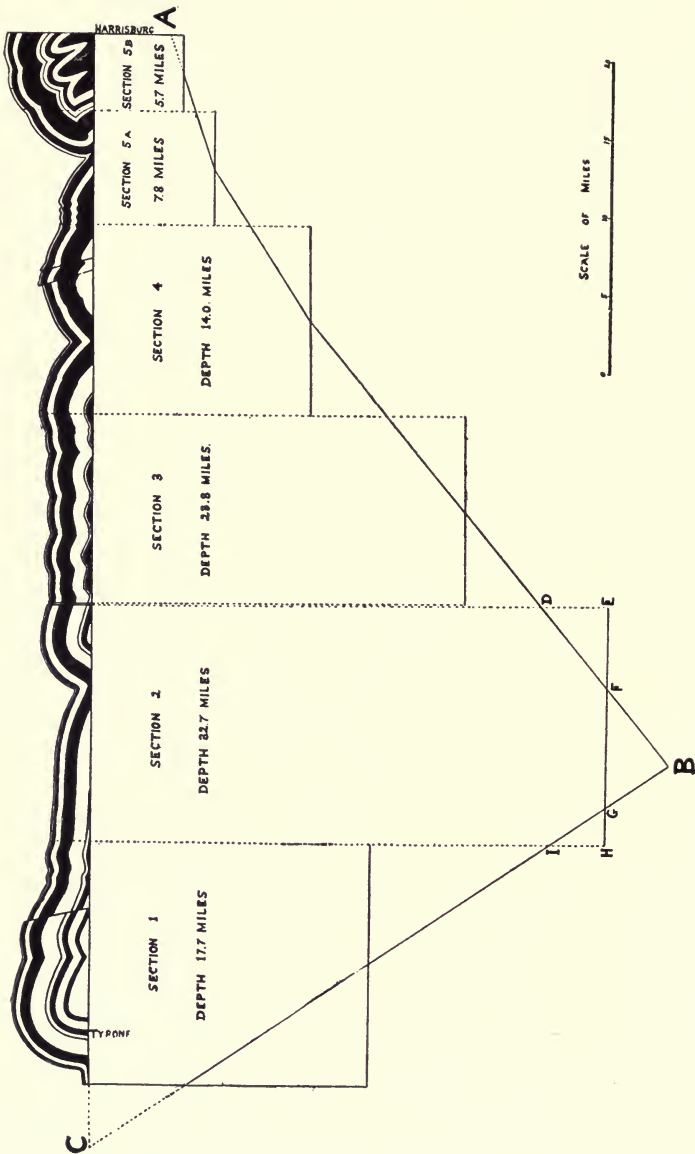 C
TYRONE
SECTION 1
DEPTH 17.7 MILES
SECTION 2
DEPTH 32.7 MILES
SECTION 3
DEPTH 23.8 MILES.
SECTION 4
DEPTH 14.0. MILES
SECTION 5A
7.8 MILES
SECTION 5B
5.7 MILES
HARRISBURG
A
I
D
H
G
F
E
B
SCALE OF MILES
0 5 10 15 20